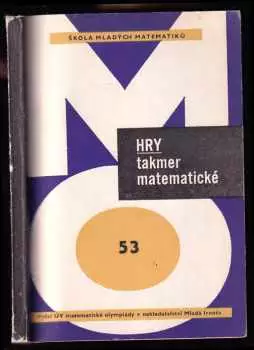 ŠKOLA MLADÝCH MATEMATIKŮ
HRY
takmer
matematické
53
Vydal ÚV matematické olympiády v nakladatelství Mladá fronta